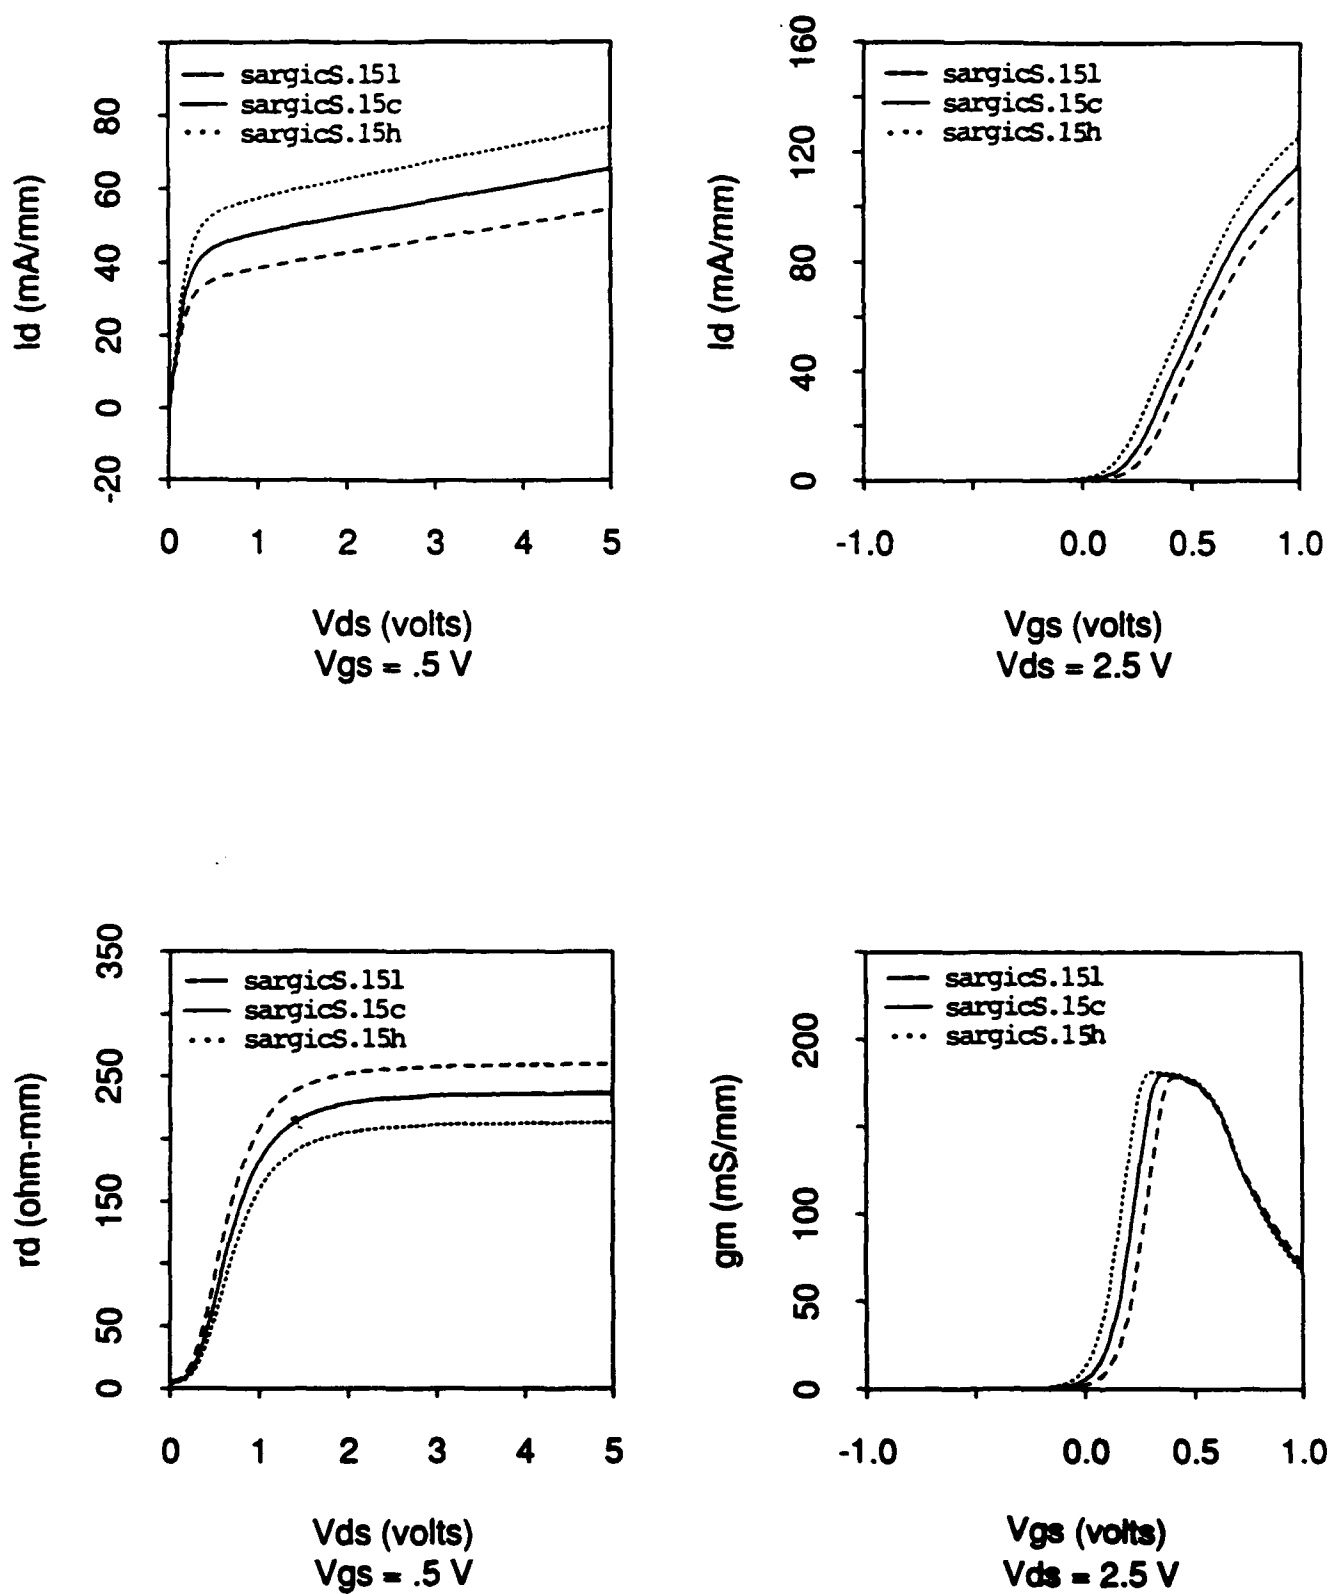 sargicS.15l
sargicS.15c
sargicS.15h
Id (mA/mm)
80
60
40
20
0
-20
0 1 2 3 4 5
Vds (volts)
Vgs = .5 V
sargicS.15l
sargicS.15c
sargicS.15h
Id (mA/mm)
160
120
80
40
0
-1.0 0.0 0.5 1.0
Vgs (volts)
Vds = 2.5 V
sargicS.15l
sargicS.15c
sargicS.15h
rd (ohm-mm)
350
250
150
50
0
0 1 2 3 4 5
Vds (volts)
Vgs = .5 V
sargicS.15l
sargicS.15c
sargicS.15h
gm (mS/mm)
200
100
50
0
-1.0 0.0 0.5 1.0
Vgs (volts)
Vds = 2.5 V